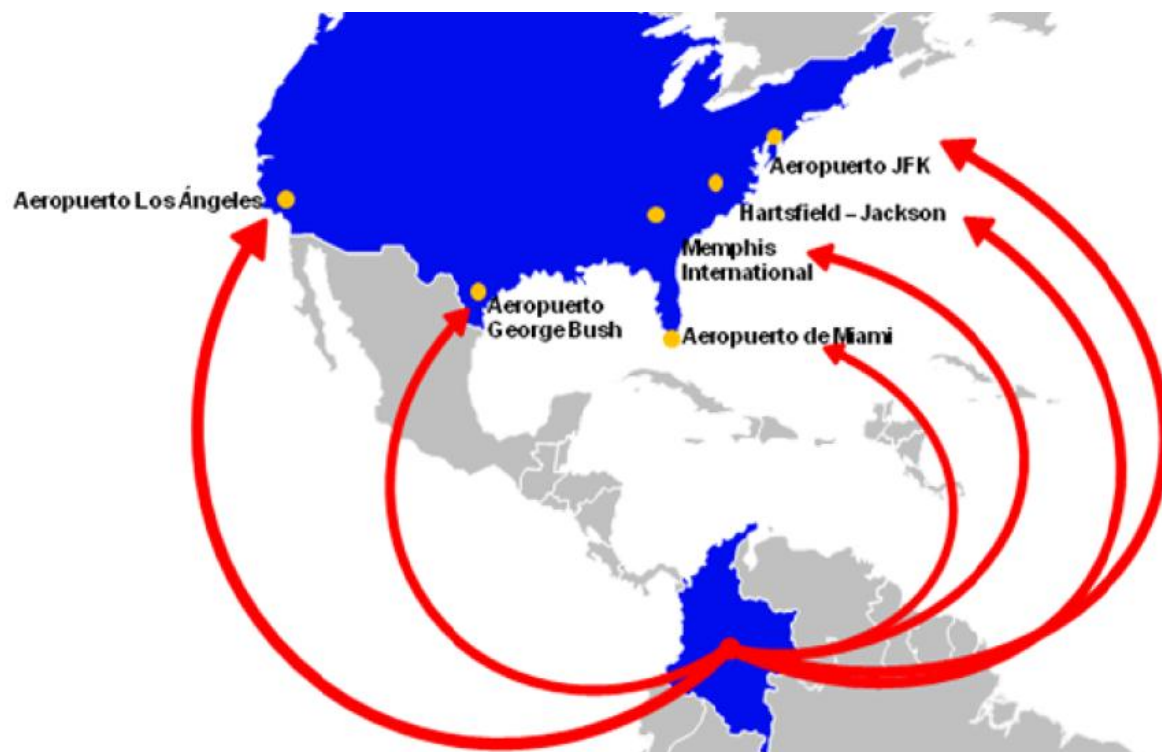 Aeropuerto JFK
Aeropuerto Los Ángeles
Hartsfield – Jackson
Memphis
International
Aeropuerto
George Bush
Aeropuerto de Miami